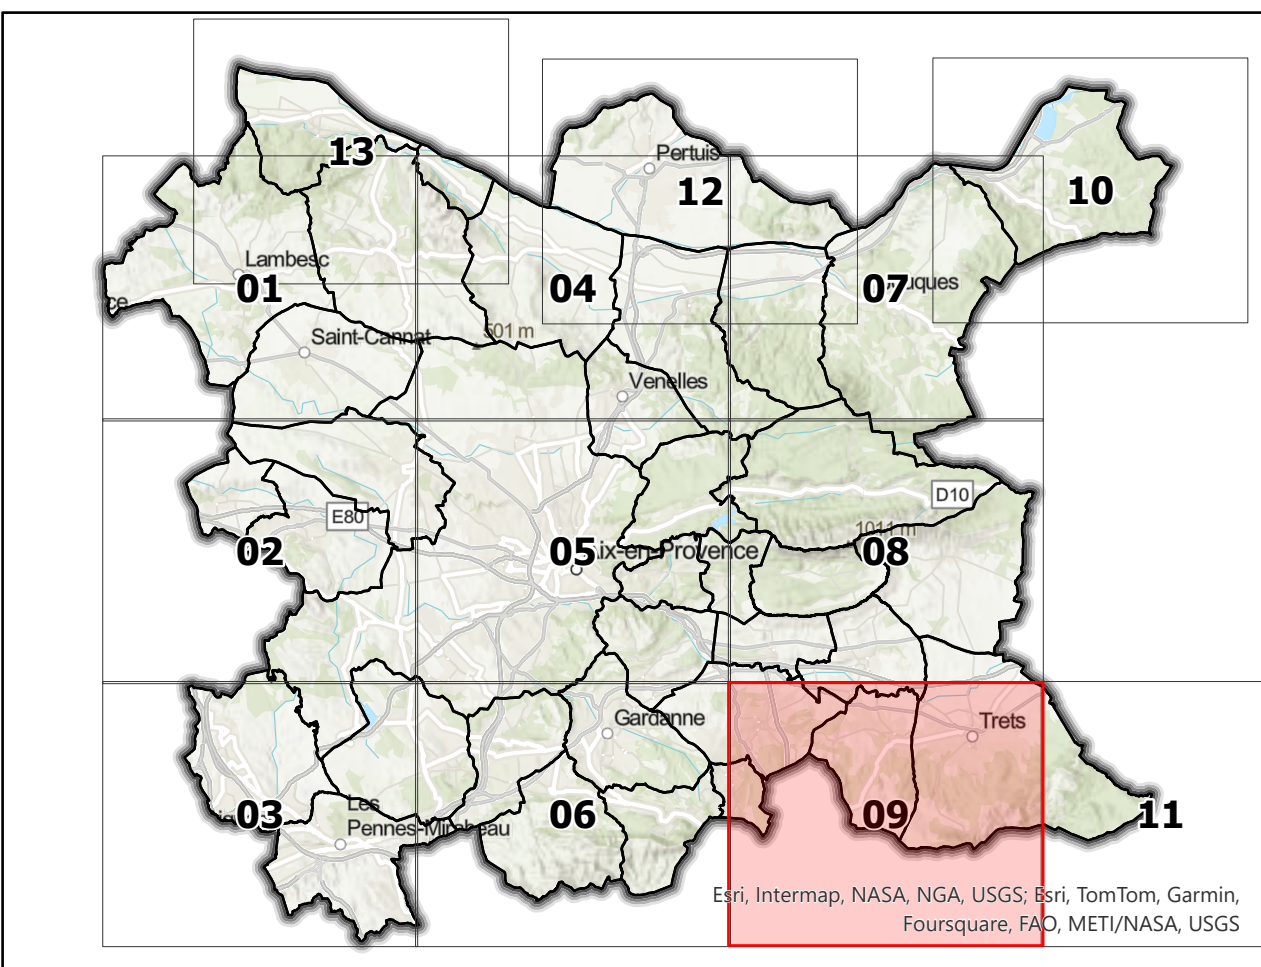 13
Pertuis
12
10
Lambesc
01
04
07
uques
ce
Saint-Cannat
501 m
Venelles
D10
E80
1011 m
02
05
Aix-en-Provence
08
Gardanne
Trets
03
Les
Pennes-Mirabeau
06
09
11
Esri, Intermap, NASA, NGA, USGS; Esri, TomTom, Garmin,
Foursquare, FAO, METI/NASA, USGS